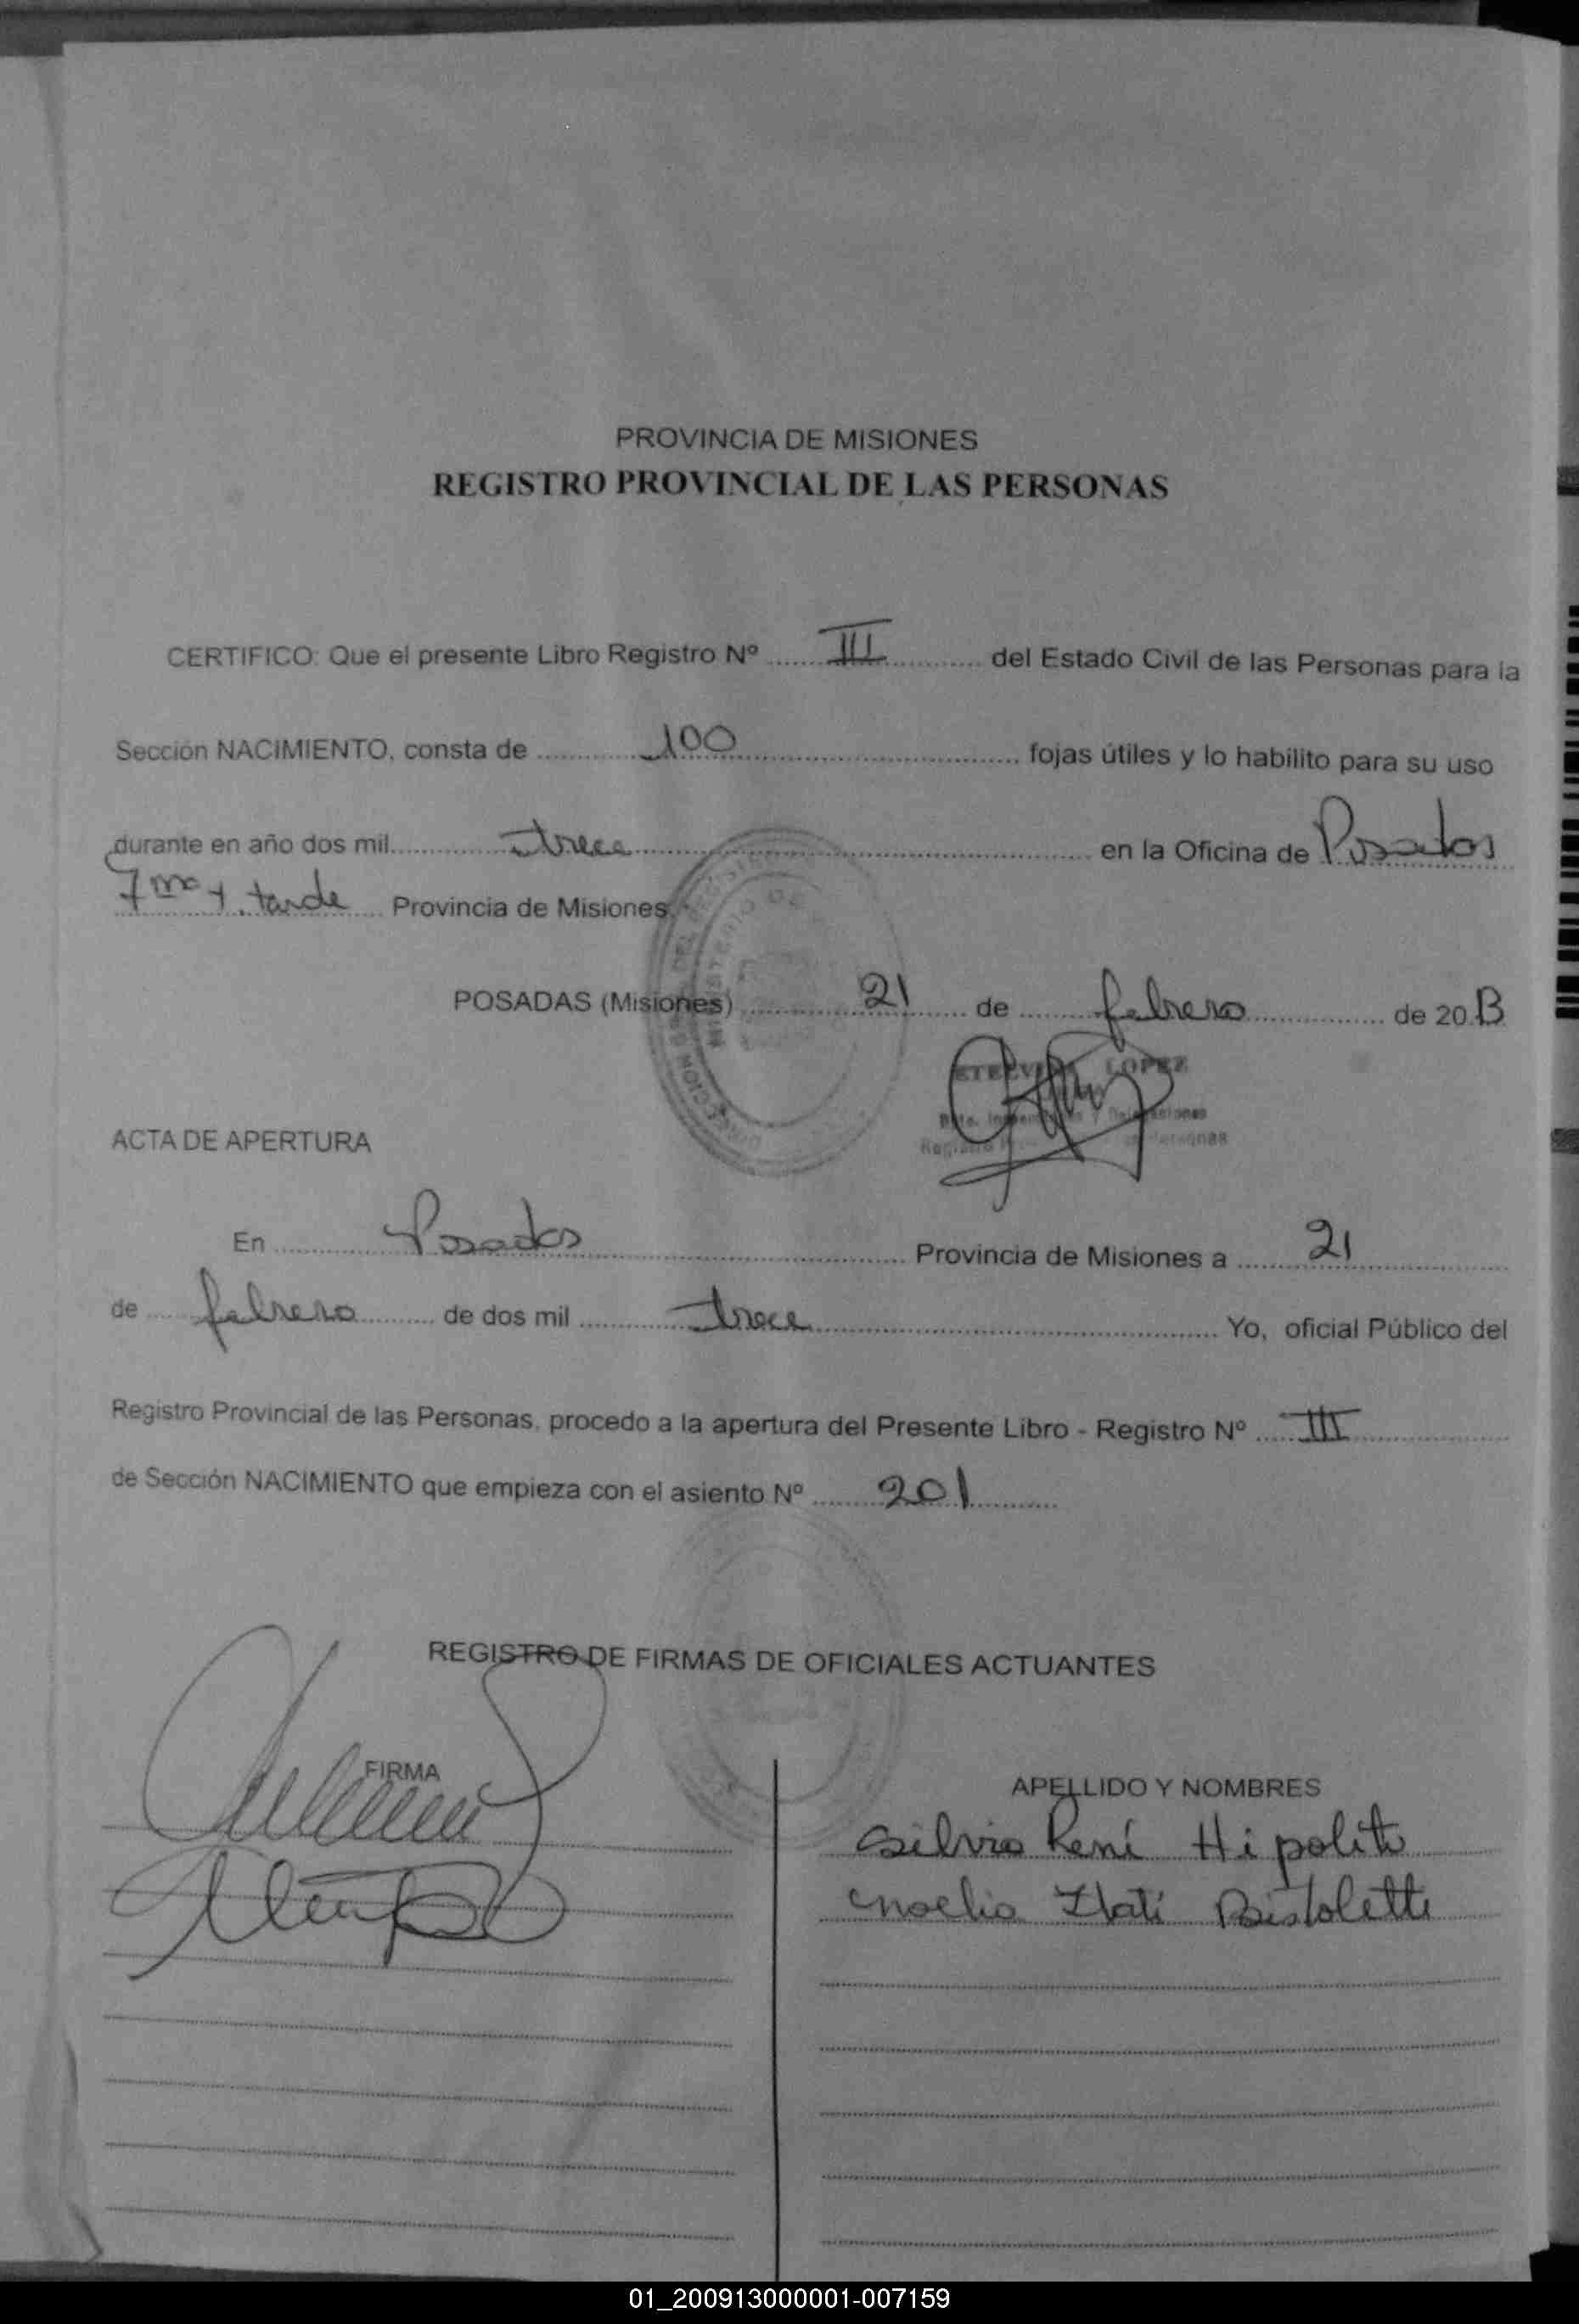 PROVINCIA DE MISIONES
REGISTRO PROVINCIAL DE LAS PERSONAS
CERTIFICO: Que el presente Libro Registro Nº III del Estado Civil de las Personas para la
Sección NACIMIENTO, consta de 100 fojas útiles y lo habilito para su uso
durante en año dos mil trece en la Oficina de Posadas
7ma t. tarde Provincia de Misiones
POSADAS (Misiones) 21 de febrero de 2013
LOPEZ
ACTA DE APERTURA
En Posadas Provincia de Misiones a 21
de febrero de dos mil trece Yo, oficial Público del
Registro Provincial de las Personas, procedo a la apertura del Presente Libro - Registro Nº III
de Sección NACIMIENTO que empieza con el asiento Nº 201
REGISTRO DE FIRMAS DE OFICIALES ACTUANTES
FIRMA
APELLIDO Y NOMBRES
Silvio René Hipolito
Noelia Itati Bistoletti
01_200913000001-007159